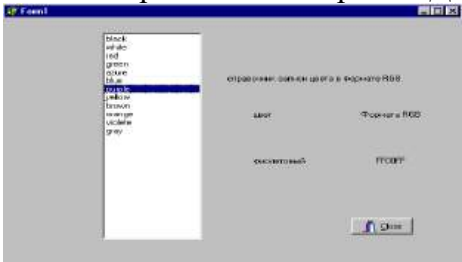 Form1
black
white
red
green
azure
blue
purple
yellow
brown
orange
violete
gray
справочник записи цвета в формате RGB
цвет
Формат в RGB
фиолетовый
Close